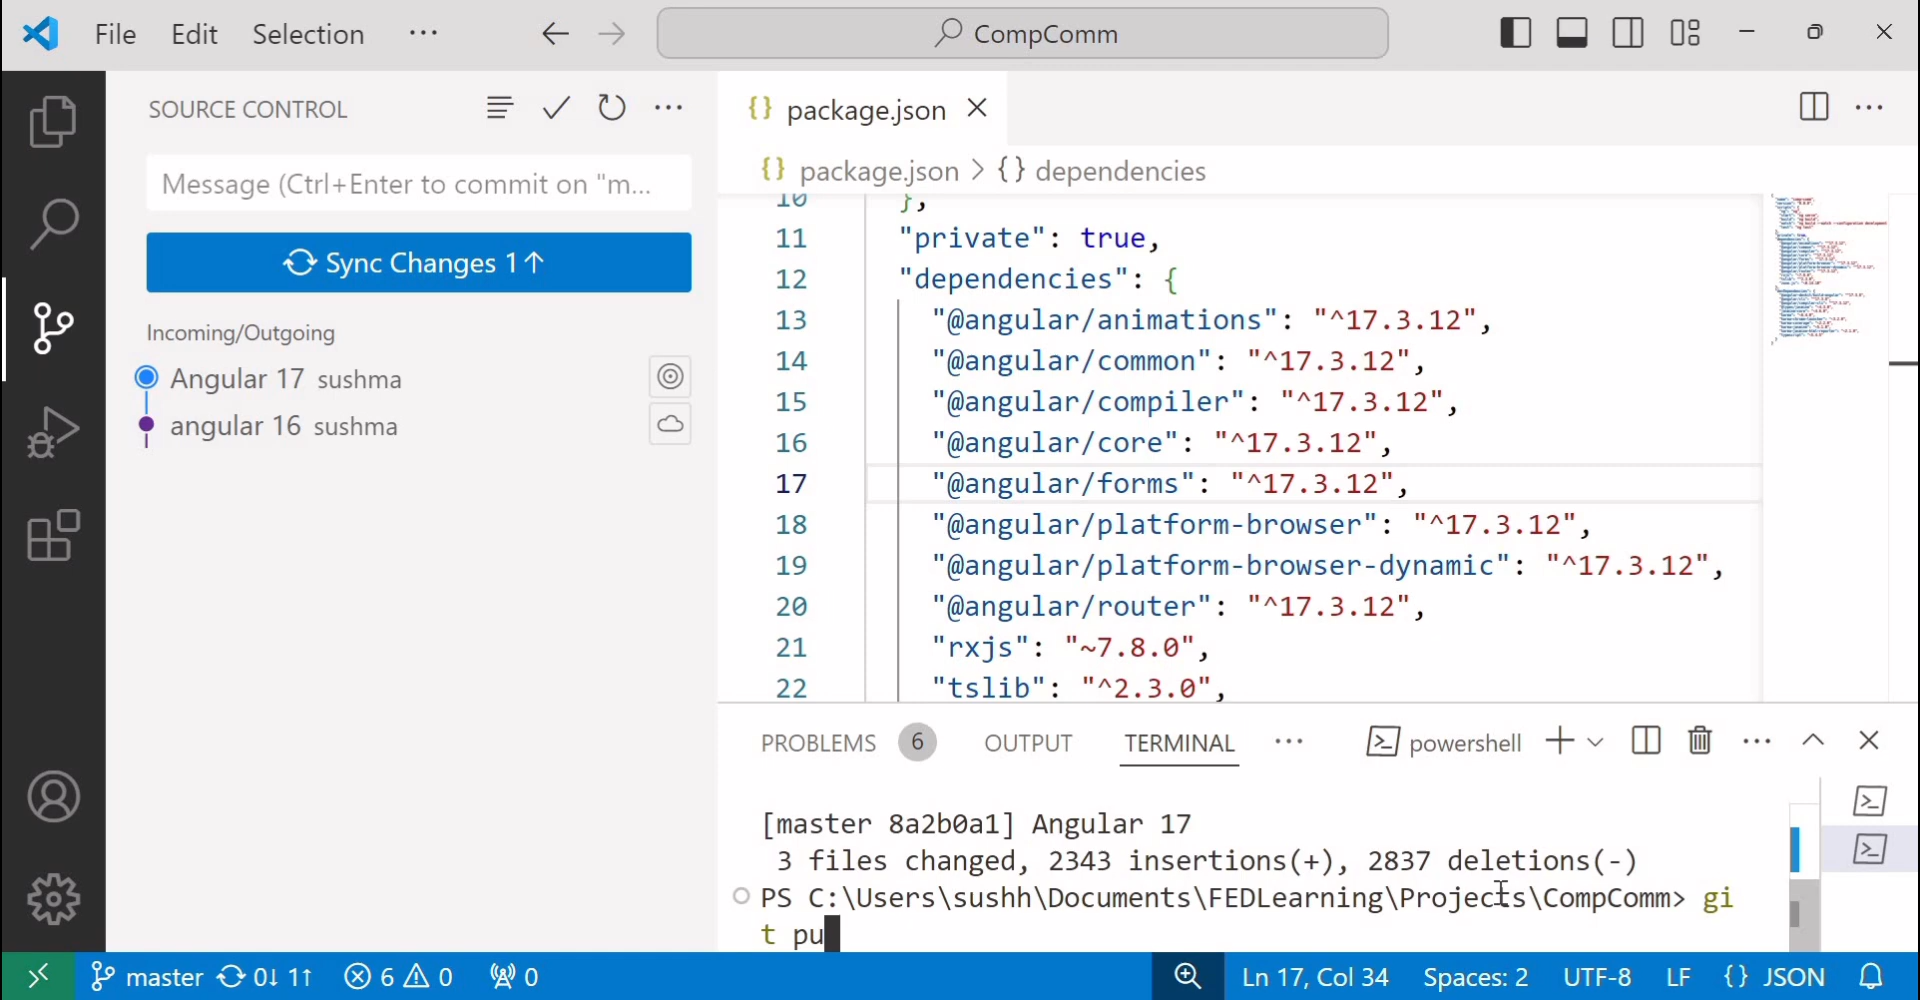 File Edit Selection ··· CompComm
SOURCE CONTROL
Message (Ctrl+Enter to commit on "m...
Sync Changes 1↑
Incoming/Outgoing
Angular 17 sushma
angular 16 sushma
{} package.json
{} package.json > {} dependencies
10 },
11 "private": true,
12 "dependencies": {
13 "@angular/animations": "^17.3.12",
14 "@angular/common": "^17.3.12",
15 "@angular/compiler": "^17.3.12",
16 "@angular/core": "^17.3.12",
17 "@angular/forms": "^17.3.12",
18 "@angular/platform-browser": "^17.3.12",
19 "@angular/platform-browser-dynamic": "^17.3.12",
20 "@angular/router": "^17.3.12",
21 "rxjs": "~7.8.0",
22 "tslib": "^2.3.0",
PROBLEMS 6 OUTPUT TERMINAL ··· powershell
[master 8a2b0a1] Angular 17
3 files changed, 2343 insertions(+), 2837 deletions(-)
PS C:\Users\sushh\Documents\FEDLearning\Projects\CompComm> gi
t pu
master 0↓ 1↑ 6 0 0 Ln 17, Col 34 Spaces: 2 UTF-8 LF {} JSON